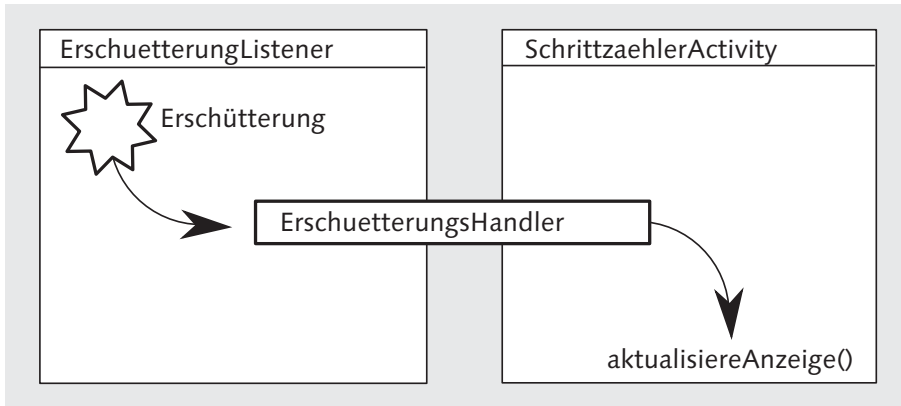 ErschuetterungListener
SchrittzaehlerActivity
Erschütterung
ErschuetterungsHandler
aktualisiereAnzeige()